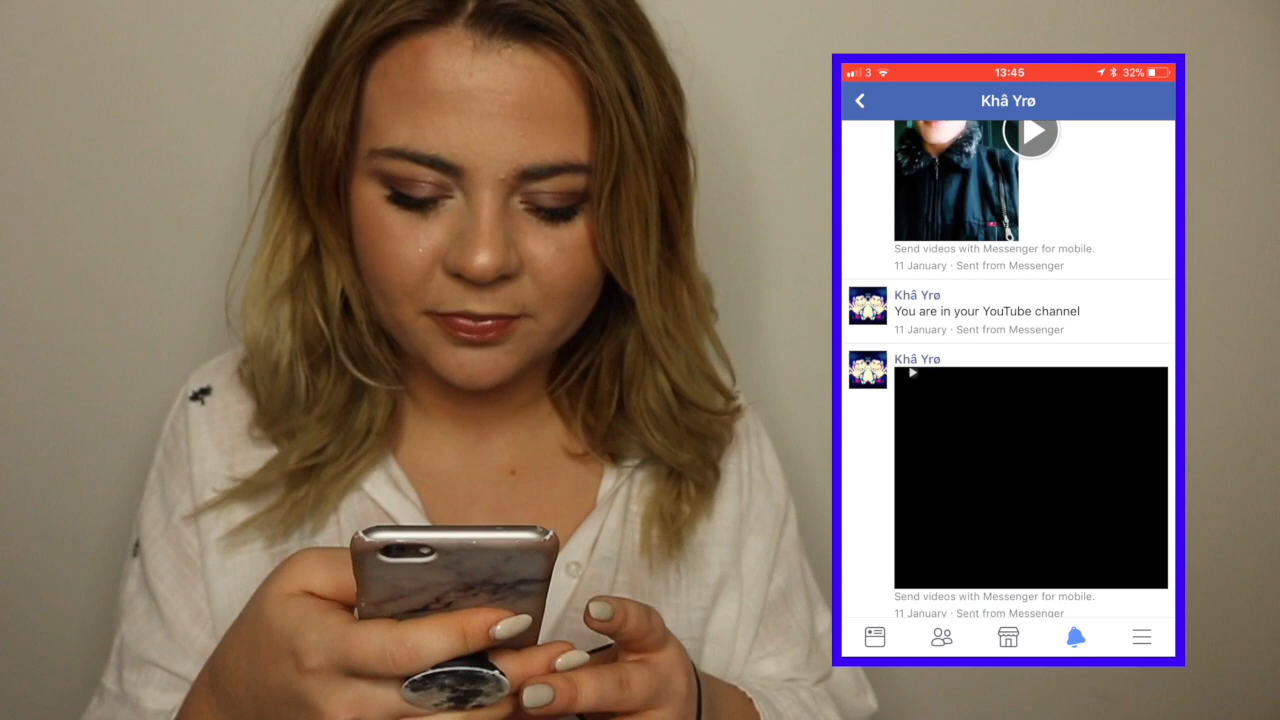 3 13:45 32%
Khâ Yrø
Send videos with Messenger for mobile.
11 January · Sent from Messenger
Khâ Yrø
You are in your YouTube channel
11 January · Sent from Messenger
Khâ Yrø
Send videos with Messenger for mobile.
11 January · Sent from Messenger